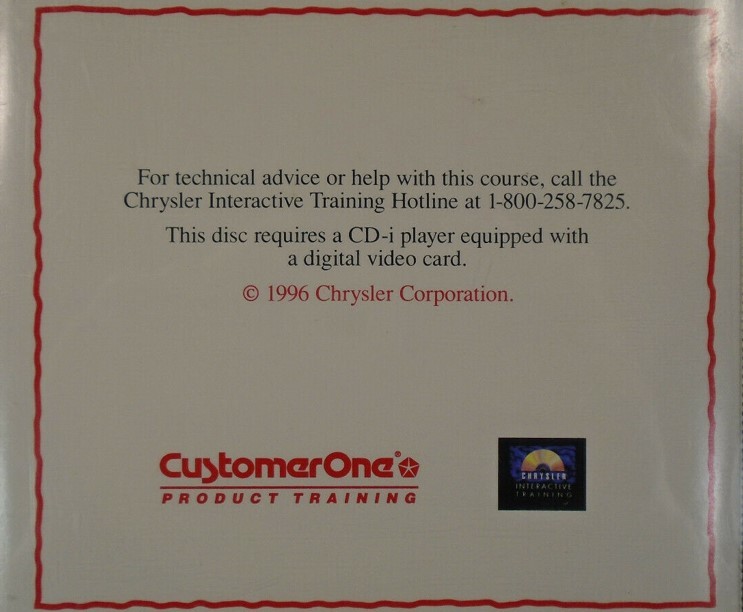 For technical advice or help with this course, call the
Chrysler Interactive Training Hotline at 1-800-258-7825.
This disc requires a CD-i player equipped with
a digital video card.
© 1996 Chrysler Corporation.
CustomerOne®
PRODUCT TRAINING
CHRYSLER
INTERACTIVE
TRAINING